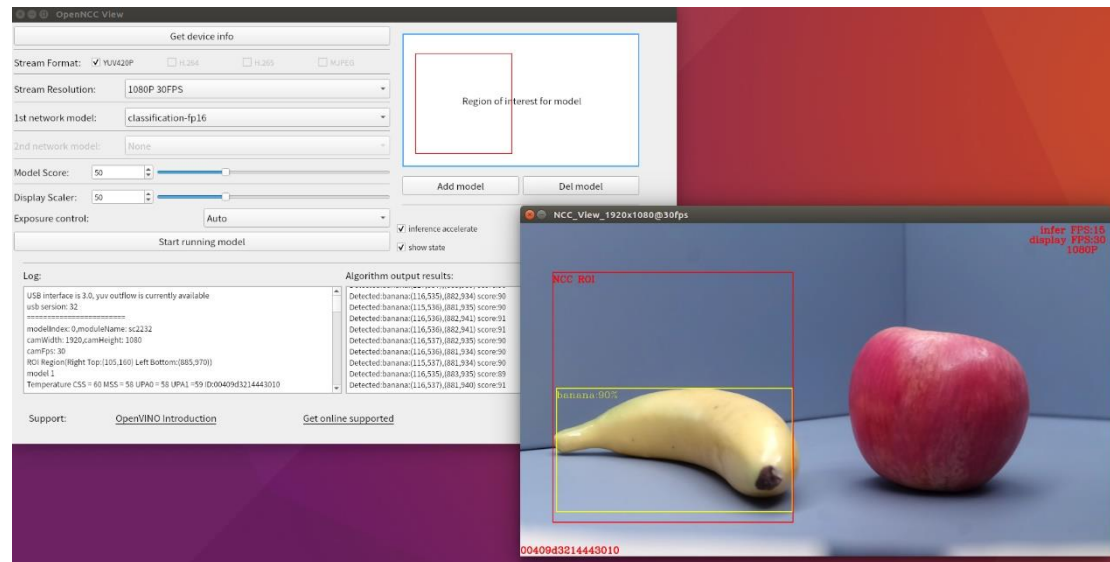 OpenNCC View
Get device info
Stream Format: YUV420P H.264 H.265 MJPEG
Stream Resolution: 1080P 30FPS
1st network model: classification-fp16
2nd network model: None
Model Score: 50
Display Scaler: 50
Exposure control: Auto
Start running model
Region of interest for model
Add model Del model
inference accelerate
show state
Log:
USB interface is 3.0, yuv outflow is currently available
usb sersion: 32
========================
modelIndex: 0,moduleName: sc2232
camWidth: 1920,camHeight: 1080
camFps: 30
ROI Region(Right Top:(105,160) Left Bottom:(885,970))
model 1
Temperature CSS = 60 MSS = 58 UPA0 = 58 UPA1 =59 ID:00409d3214443010
Algorithm output results:
Detected:banana:(116,535),(882,934) score:90
Detected:banana:(115,536),(881,935) score:90
Detected:banana:(116,536),(882,941) score:91
Detected:banana:(116,536),(882,941) score:91
Detected:banana:(116,537),(882,935) score:90
Detected:banana:(116,536),(881,934) score:90
Detected:banana:(115,537),(881,934) score:90
Detected:banana:(116,535),(883,935) score:89
Detected:banana:(116,537),(881,940) score:91
Support: OpenVINO Introduction Get online supported
NCC_View_1920x1080@30fps
infer FPS:15
display FPS:30
1080P
NCC ROI
banana:90%
00409d3214443010